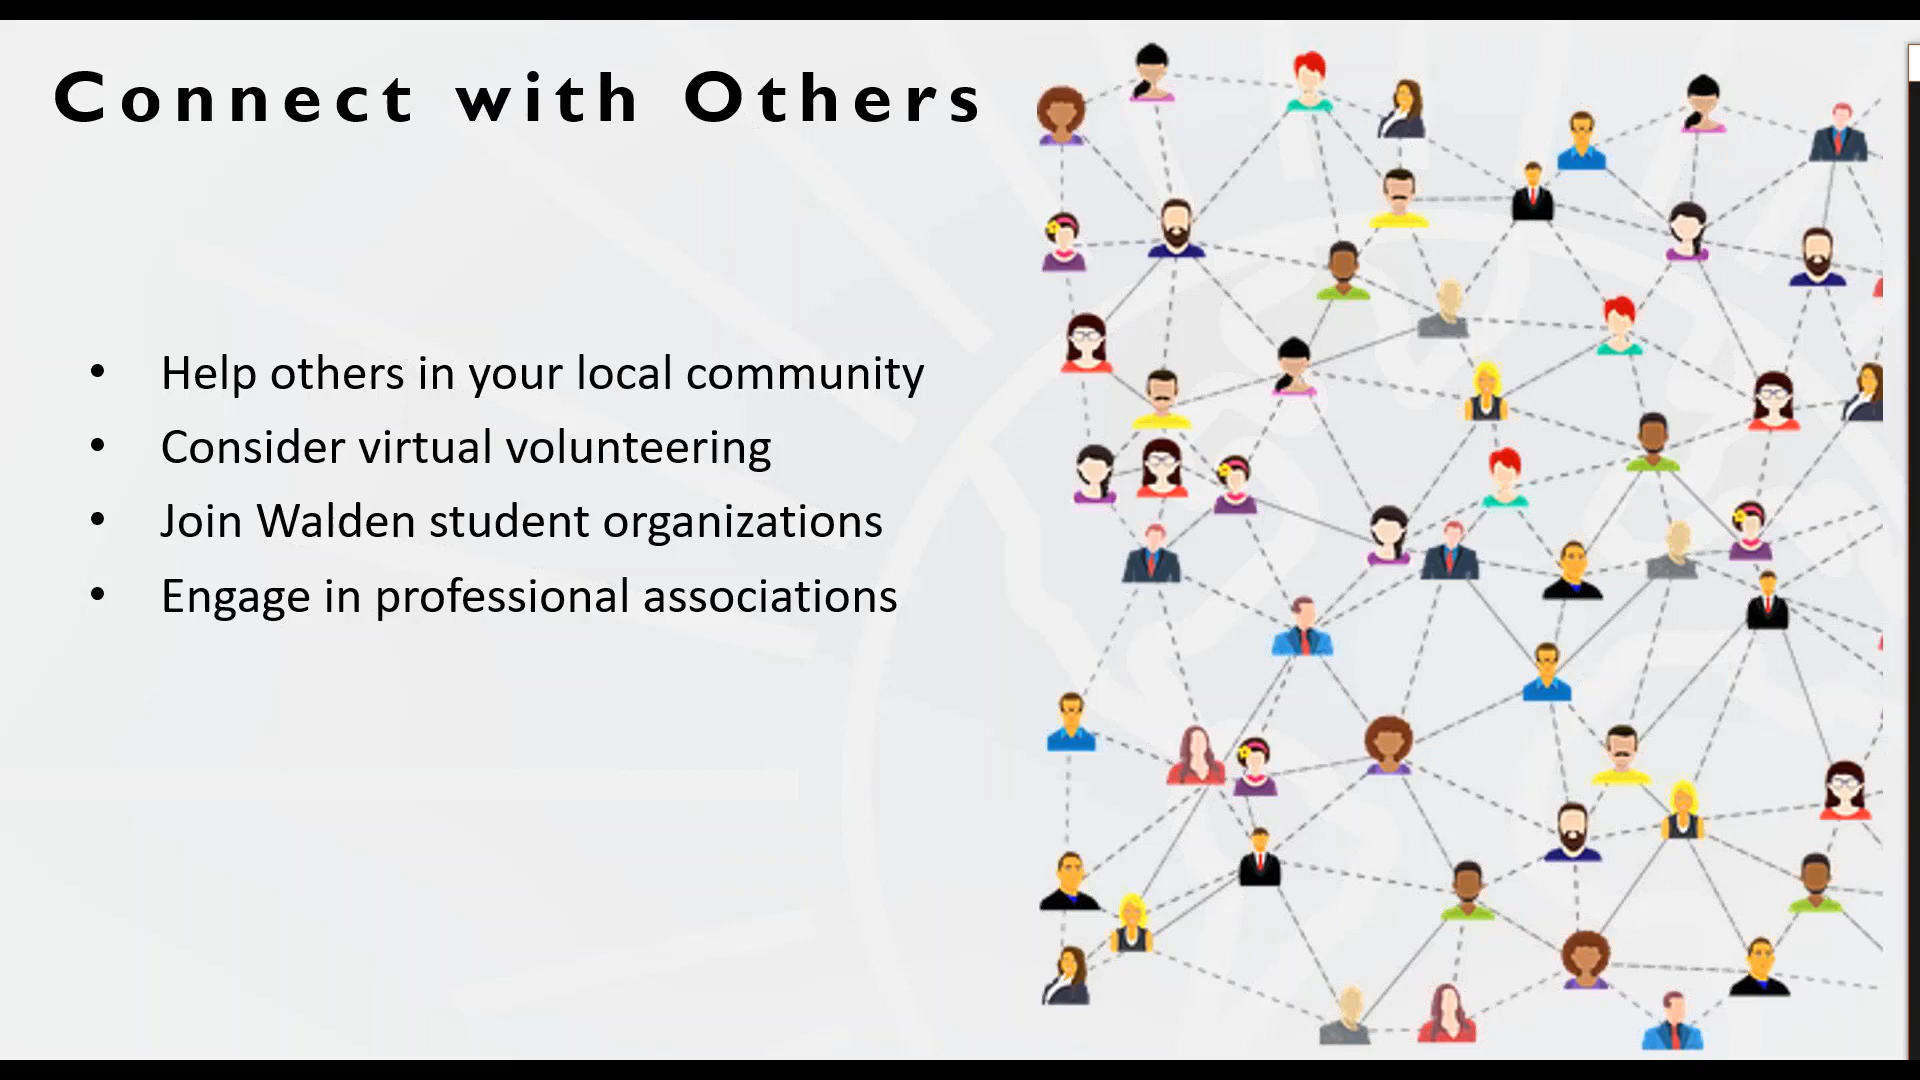 Connect with Others
• Help others in your local community
• Consider virtual volunteering
• Join Walden student organizations
• Engage in professional associations